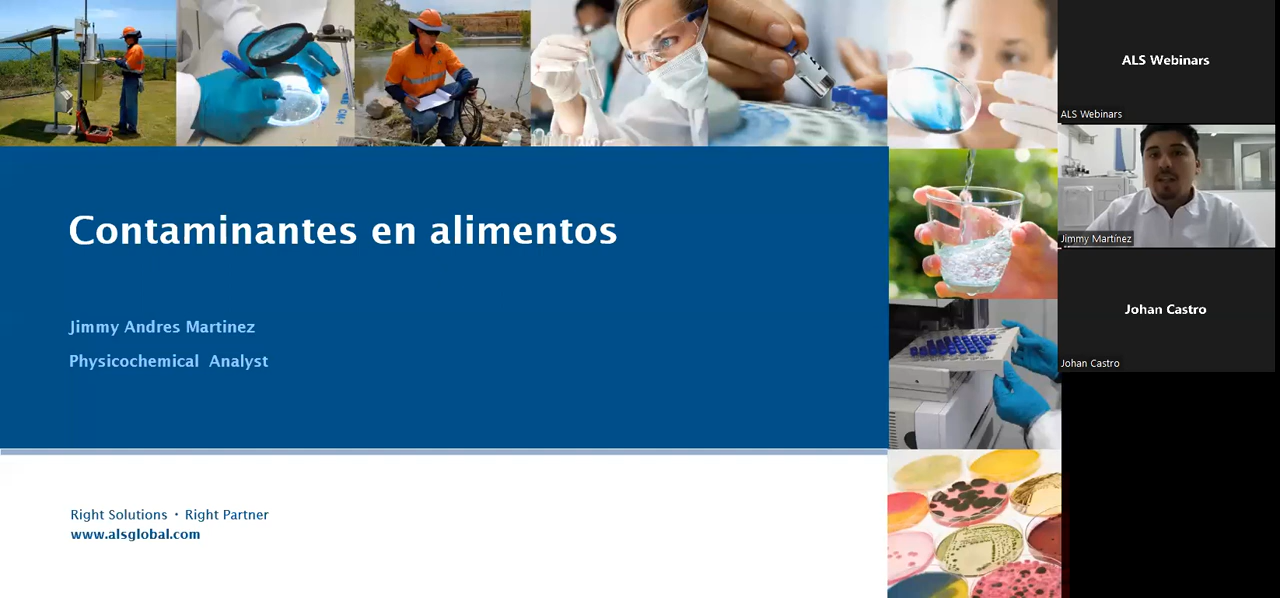 Contaminantes en alimentos
Jimmy Andres Martinez
Physicochemical Analyst
Right Solutions · Right Partner
www.alsglobal.com
ALS Webinars
ALS Webinars
Jimmy Martínez
Johan Castro
Johan Castro